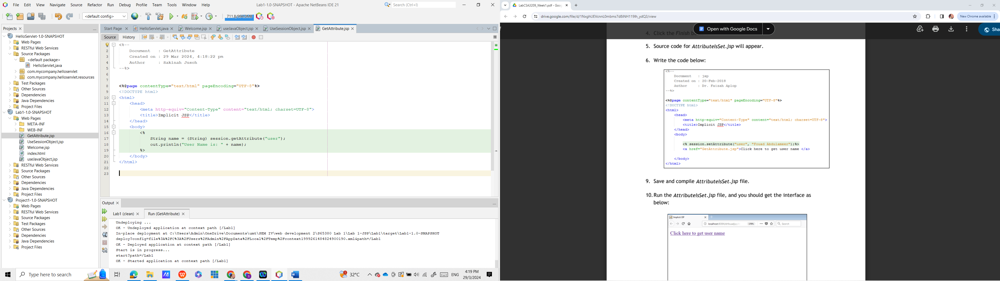 File Edit View Navigate Source Refactor Run Debug Profile Team Tools Window Help
Lab1-1.0-SNAPSHOT - Apache NetBeans IDE 21
Search (Ctrl+I)
<default config>
711.8/994.0MB
Projects
HelloServlet-1.0-SNAPSHOT
Web Pages
RESTful Web Services
Source Packages
<default package>
HelloServlet.java
com.mycompany.helloservlet
com.mycompany.helloservlet.resources
Test Packages
Other Sources
Dependencies
Java Dependencies
Project Files
Lab1-1.0-SNAPSHOT
Web Pages
META-INF
WEB-INF
GetAttribute.jsp
UseSessionObject.jsp
Welcome.jsp
index.html
useJavaObject.jsp
RESTful Web Services
Source Packages
Other Sources
Dependencies
Java Dependencies
Project Files
Project1-1.0-SNAPSHOT
Web Pages
RESTful Web Services
Source Packages
Test Packages
Other Sources
Dependencies
Java Dependencies
Project Files
Start Page HelloServlet.java Welcome.jsp useJavaObject.jsp UseSessionObject.jsp GetAttribute.jsp
Source History
<%--
2 Document : GetAttribute
3 Created on : 29 Mar 2024, 4:18:22 pm
4 Author : Sakinah Jusoh
5 --%>
6
7
8 <%@page contentType="text/html" pageEncoding="UTF-8"%>
9 <!DOCTYPE html>
10 <html>
11 <head>
12 <meta http-equiv="Content-Type" content="text/html; charset=UTF-8">
13 <title>Implicit JSP</title>
14 </head>
15 <body>
16 <%
17 String name = (String) session.getAttribute("user");
18 out.println("User Name is: " + name);
19 %>
20 </body>
21 </html>
22
23
Output
Lab1 (clean) Run (GetAttribute)
Undeploying ...
OK - Undeployed application at context path [/Lab1]
In-place deployment at C:\Users\Admin\OneDrive\Documents\umt\SEM IV\web development 2\S65380 Lab 1\Lab 1-JSP\Lab1\target\Lab1-1.0-SNAPSHOT
deploy?config=file%3A%2FC%3A%2FUsers%2FAdmin%2FAppData%2FLocal%2FTemp%2Fcontext1999261484824900190.xml&path=/Lab1
OK - Deployed application at context path [/Lab1]
Start is in progress...
start?path=/Lab1
OK - Started application at context path [/Lab1]
Type here to search
32°C
ENG
4:19 PM
29/3/2024
LabCSA3209_Week1.pdf - Goo
drive.google.com/file/d/1NxghUEVcnnL0mbms7d8iNH119Ih_ydQ3/view
New Chrome available
Open with Google Docs
Sha
4. Click the Finish
5. Source code for AttributeIsSet.jsp will appear.
6. Write the code below:
<%--
Document : jsp
Created on : 20-Feb-2018
Author : Dr. Faizah Aplop
--%>
<%@page contentType="text/html" pageEncoding="UTF-8"%>
<!DOCTYPE html>
<html>
<head>
<meta http-equiv="Content-Type" content="text/html; charset=UTF-8">
<title>Implicit JSP</title>
</head>
<body>
<% session.setAttribute("user", "Fouad Abdulameer");%>
<a href="GetAttribute.jsp">Click here to get user name </a>
</body>
</html>
9. Save and compile AttributeIsSet.jsp file.
10. Run the AttributeIsSet.jsp file, and you should get the interface as
below:
Implicit JSP
170%
Search
Click here to get user name